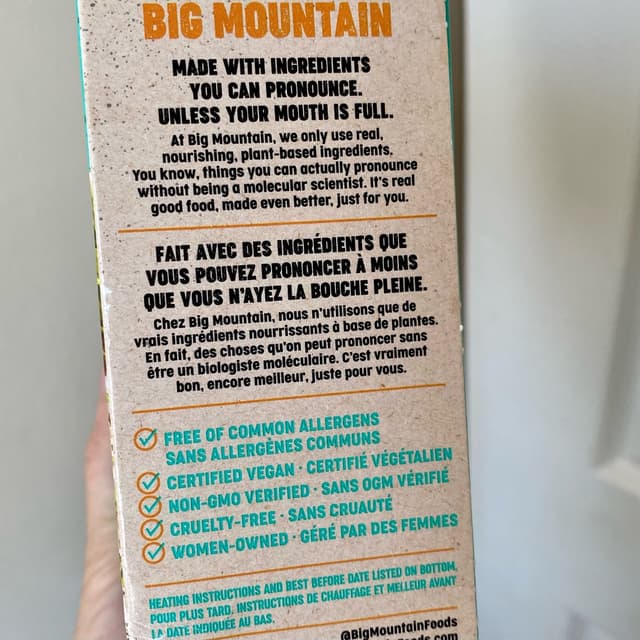 BIG MOUNTAIN
MADE WITH INGREDIENTS
YOU CAN PRONOUNCE.
UNLESS YOUR MOUTH IS FULL.
At Big Mountain, we only use real,
nourishing, plant-based ingredients.
You know, things you can actually pronounce
without being a molecular scientist. It's real
good food, made even better, just for you.
FAIT AVEC DES INGRÉDIENTS QUE
VOUS POUVEZ PRONONCER À MOINS
QUE VOUS N'AYEZ LA BOUCHE PLEINE.
Chez Big Mountain, nous n'utilisons que de
vrais ingrédients nourrissants à base de plantes.
En fait, des choses qu'on peut prononcer sans
être un biologiste moléculaire. C'est vraiment
bon, encore meilleur, juste pour vous.
FREE OF COMMON ALLERGENS
SANS ALLERGÈNES COMMUNS
CERTIFIED VEGAN · CERTIFIÉ VÉGÉTALIEN
NON-GMO VERIFIED · SANS OGM VÉRIFIÉ
CRUELTY-FREE · SANS CRUAUTÉ
WOMEN-OWNED · GÉRÉ PAR DES FEMMES
HEATING INSTRUCTIONS AND BEST BEFORE DATE LISTED ON BOTTOM.
POUR PLUS TARD, INSTRUCTIONS DE CHAUFFAGE ET MELLEUR AVANT
LA DATE INDIQUÉE AU BAS.
@BigMountainFoods